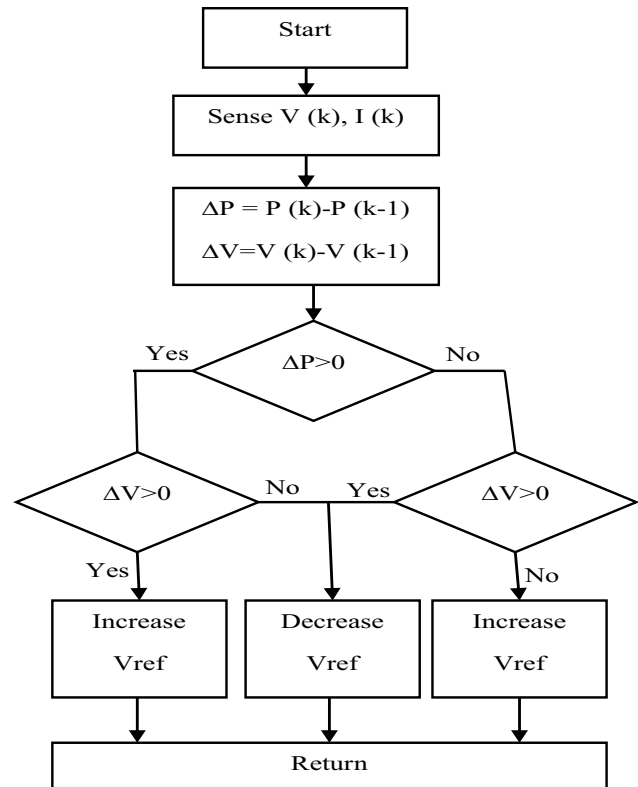 Start
Sense V (k), I (k)
ΔP = P (k)-P (k-1)
ΔV=V (k)-V (k-1)
Yes
ΔP>0
No
ΔV>0
No
Yes
ΔV>0
Yes
No
Increase
Vref
Decrease
Vref
Increase
Vref
Return